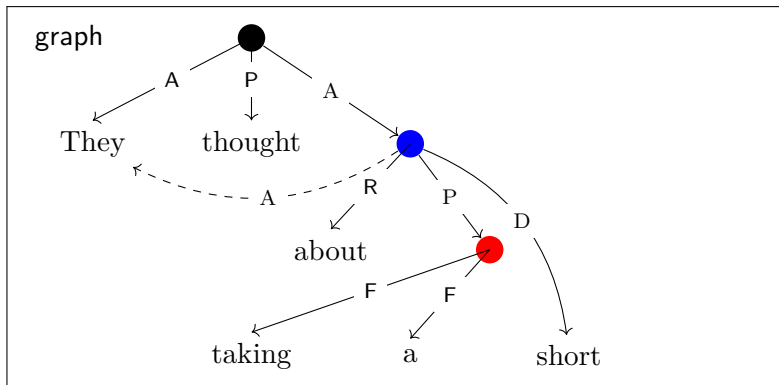 graph
A P A
They thought
A R P D
about
F F
taking a short